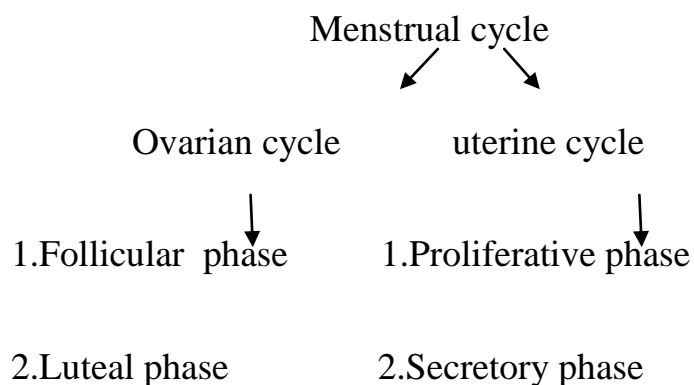 Menstrual cycle
Ovarian cycle uterine cycle
1.Follicular phase 1.Proliferative phase
2.Luteal phase 2.Secretory phase